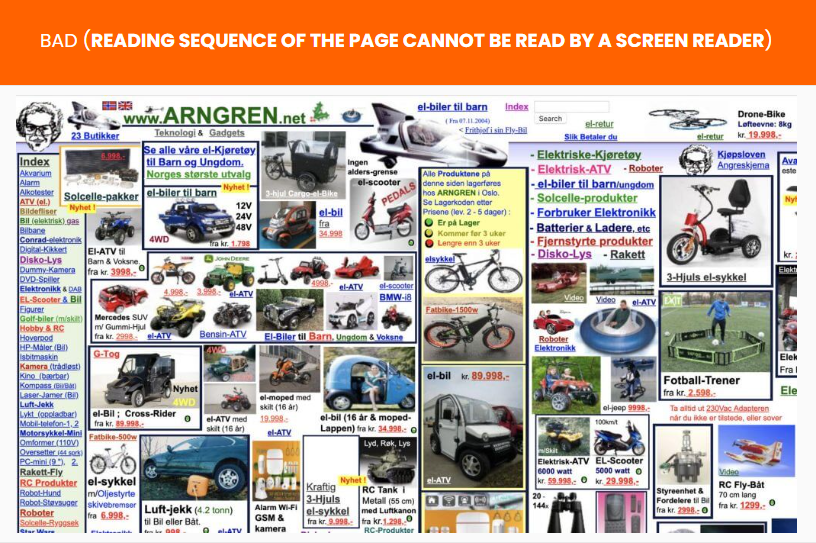 BAD (READING SEQUENCE OF THE PAGE CANNOT BE READ BY A SCREEN READER)
www.ARNGREN.net
23 Butikker
Teknologi & Gadgets
el-biler til barn
( Fra 07.11.2004)
< Frithjof i sin Fly-Bil
Index
Search
el-retur
Slik Betaler du
el-retur
Drone-Bike
Løfteevne: 8kg
kr. 19.998,-
Kjøpsloven
Angreskjema
Index
Akvarium
Alarm
Alkotester
ATV (el.)
Bildefliser
Bil (elektrisk) gas
Bilbane
Conrad-elektronik
Digital-Kikkert
Disko-Lys
Dummy-Kamera
DVD-Spiller
Elektronikk & DAB
EL-Scooter & Bil
Figurer
Golf-biler (m/skilt)
Hobby & RC
Hoverpod
HP-Måler (Bil)
Isbitmaskin
Kamera (trådløst)
Kino (bærbar)
Kompass (Bil/Båt)
Laser-Jamer (Bil)
Luft-Jekk
Lykt (oppladbar)
Mobil-telefon-1, 2
Motorsykkel-Mini
Omformer (110V)
Oversetter (44 språk)
PC-mini (9 "), 2.
Rakett-Fly
RC Produkter
Robot-Hund
Robot-Støvsuger
Roboter
Solcelle-Ryggsek
Star Wars
8.998,-
Solcelle-pakker
Nyhet !
El-ATV til
Barn & Voksne.
fra kr. 3998,-
Se alle våre el-Kjøretøy
til Barn og Ungdom.
Norges største utvalg
el-biler til barn
Nyhet !
12V
24V
48V
4WD
fra kr. 1.798
3-hjul Cargo-el-Bike
el-bil
fra
34.998
Ingen
alders-grense
el-scooter
PEDALS
Alle Produktene på
denne siden lagerføres
hos ARNGREN i Oslo.
Se Lagerkoden etter
Prisene (lev. 2 - 5 dager) :
Er på Lager
Kommer før 3 uker
Lengre enn 3 uker
elsykkel
Fatbike-1500w
el-bil kr. 89.998,-
el-ATV
- Elektriske-Kjøretøy
- Elektrisk-ATV - Roboter
- el-biler til barn/ungdom
- Solcelle-produkter
- Forbruker Elektronikk
- Batterier & Ladere, etc
- Fjernstyrte produkter
- Disko-Lys - Rakett
3-Hjuls el-sykkel
JOHN DEERE
4.998,-
3.998,-
el-ATV
4998,-
el-scooter
Mercedes SUV
m/ Gummi-Hjul
fra kr. 2998,-
el-ATV
Bensin-ATV
BMW-i8
El-Biler til Barn, Ungdom & Voksne
G-Tog
Nyhet
4WD
el-Bil ; Cross-Rider
fra kr. 89.998,-
4WD
el-ATV med
skilt (16 år)
el-moped med
skilt (16 år)
19.998,-
el-ATV
el-bil (16 år & moped-
Lappen) fra kr. 34.998,-
Video
Video
el-ATV
Roboter
Elektronikk
el-jeep 9998,-
Fotball-Trener
fra kr. 2.598,-
Ta alltid ut 230Vac Adapteren
når du ikke er tilstede, eller sover
Fatbike-500w
el-sykkel
m/Oljestyrte
skivebremser
fra 6.998,-
Luft-jekk (4.2 tonn)
til Bil eller Båt.
el-ATV
Alarm Wi-Fi
GSM &
kamera
Kraftig
3-Hjuls
el-sykkel
fra kr. 9.998,-
Lyd, Røk, Lys
Nyhet !
RC Tank i
Metall (55 cm)
med Luftkanon
fra kr. 1.298,-
RC-Produkter
m/Skilt
Elektrisk-ATV
6000 watt
kr. 59.998,-
100km/t
EL-Scooter
5000 watt
kr. 29.998,-
20 -
144x
Styreenhet &
Fordelere til Bil
fra kr. 2998,-
Video
RC Fly-Båt
70 cm lang
fra kr. 1299,-